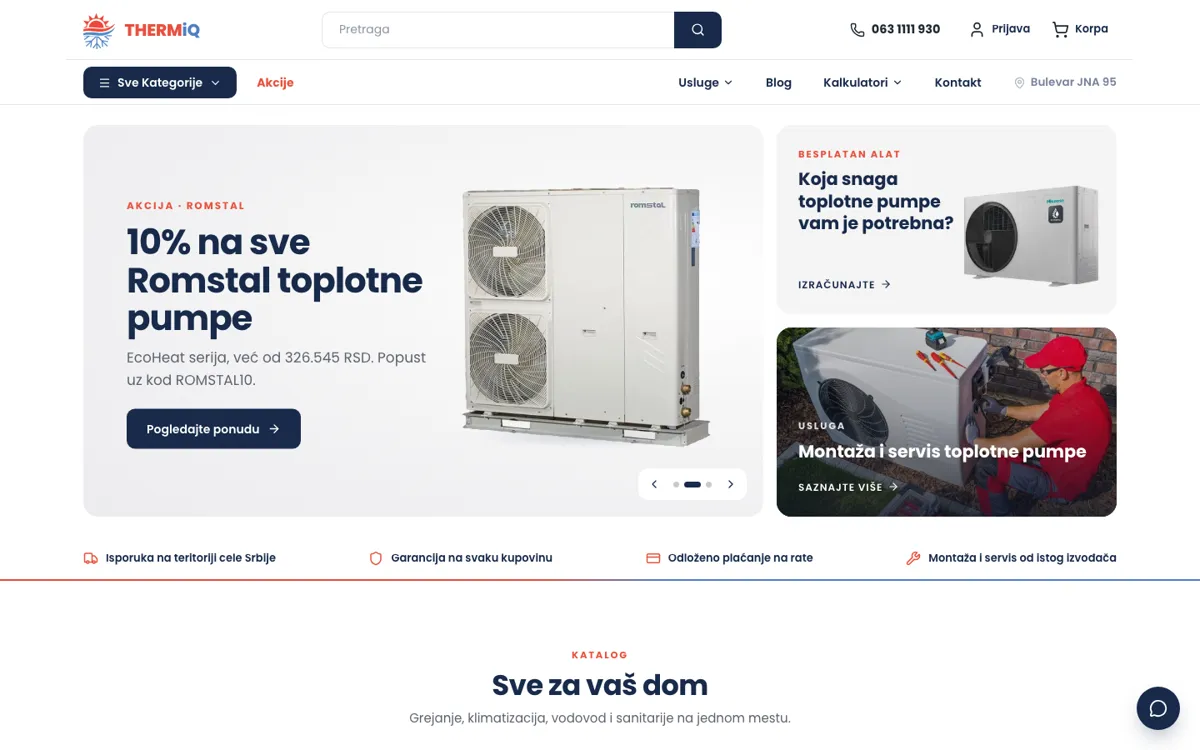 THERMiQ
Pretraga
063 1111 930
Prijava
Korpa
Sve Kategorije
Akcije
Usluge
Blog
Kalkulatori
Kontakt
Bulevar JNA 95
AKCIJA · ROMSTAL
10% na sve
Romstal toplotne
pumpe
EcoHeat serija, već od 326.545 RSD. Popust
uz kod ROMSTAL10.
Pogledajte ponudu
romstal
BESPLATAN ALAT
Koja snaga
toplotne pumpe
vam je potrebna?
IZRAČUNAJTE
Hisense
USLUGA
Montaža i servis toplotne pumpe
SAZNAJTE VIŠE
Isporuka na teritoriji cele Srbije
Garancija na svaku kupovinu
Odloženo plaćanje na rate
Montaža i servis od istog izvođača
KATALOG
Sve za vaš dom
Grejanje, klimatizacija, vodovod i sanitarije na jednom mestu.